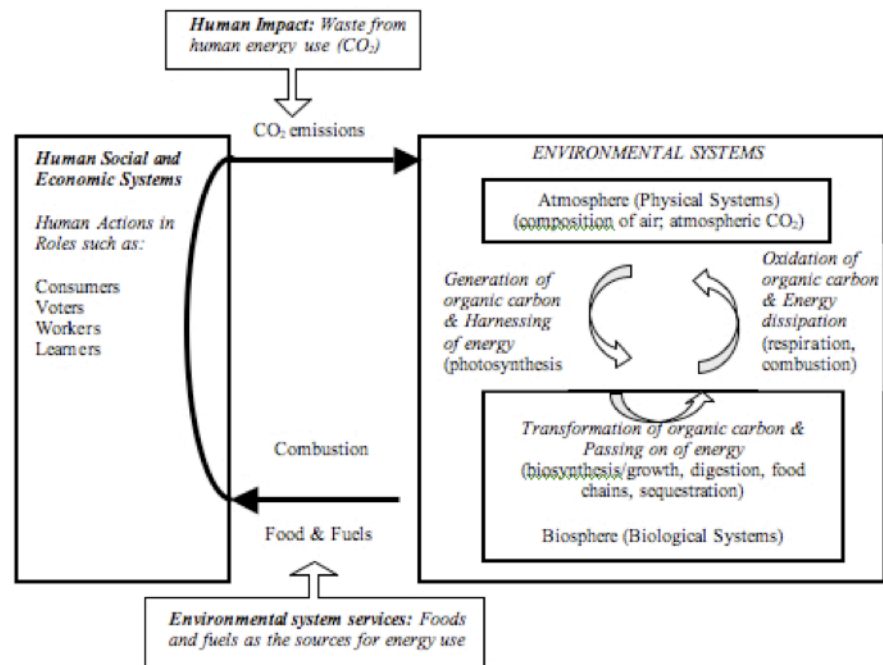 Human Impact: Waste from
human energy use (CO₂)
CO₂ emissions
Human Social and
Economic Systems
Human Actions in
Roles such as:
Consumers
Voters
Workers
Learners
Combustion
Food & Fuels
Environmental system services: Foods
and fuels as the sources for energy use
ENVIRONMENTAL SYSTEMS
Atmosphere (Physical Systems)
(composition of air; atmospheric CO₂)
Generation of
organic carbon
& Harnessing
of energy
(photosynthesis
Oxidation of
organic carbon
& Energy
dissipation
(respiration,
combustion)
Transformation of organic carbon &
Passing on of energy
(biosynthesis/growth, digestion, food
chains, sequestration)
Biosphere (Biological Systems)